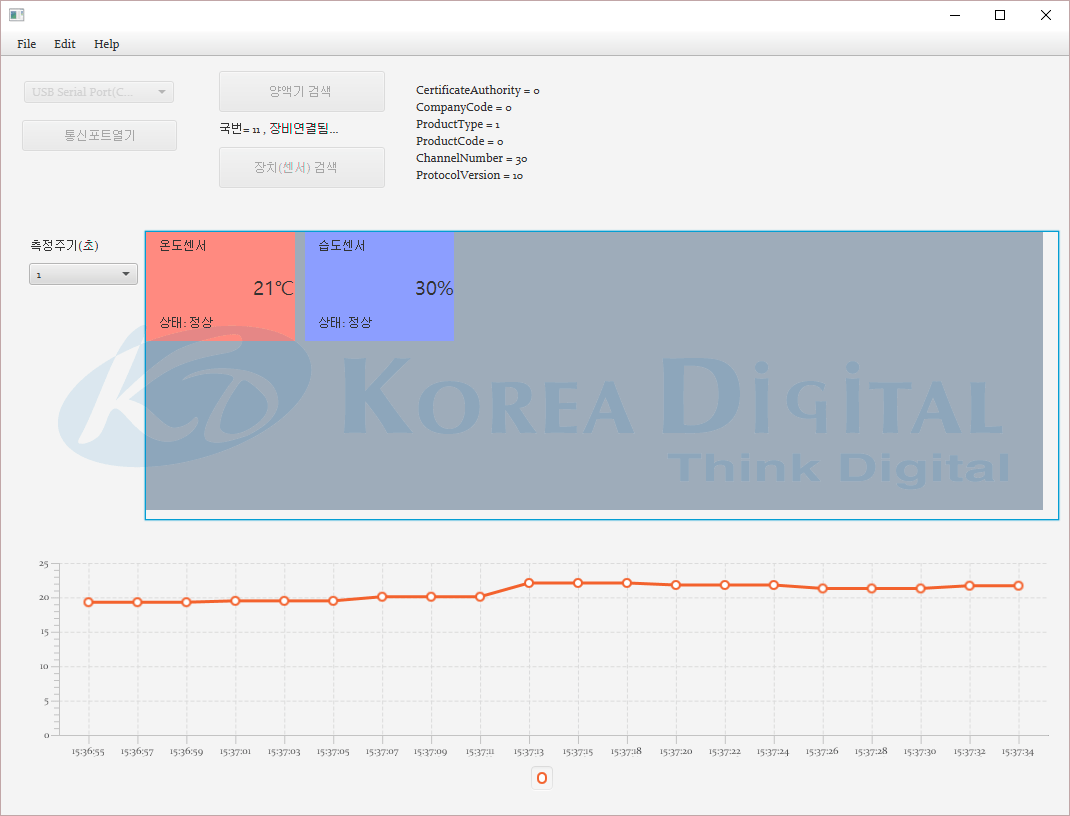 File Edit Help
USB Serial Port(C...
통신포트열기
양액기 검색
국번= 11 , 장비연결됨...
장치(센서) 검색
CertificateAuthority = 0
CompanyCode = 0
ProductType = 1
ProductCode = 0
ChannelNumber = 30
ProtocolVersion = 10
측정주기(초)
1
온도센서
21℃
상태: 정상
습도센서
30%
상태: 정상
KD KOREA DiGiTAL
Think Digital
25
20
15
10
5
0
15:36:55 15:36:57 15:36:59 15:37:01 15:37:03 15:37:05 15:37:07 15:37:09 15:37:11 15:37:13 15:37:15 15:37:18 15:37:20 15:37:22 15:37:24 15:37:26 15:37:28 15:37:30 15:37:32 15:37:34